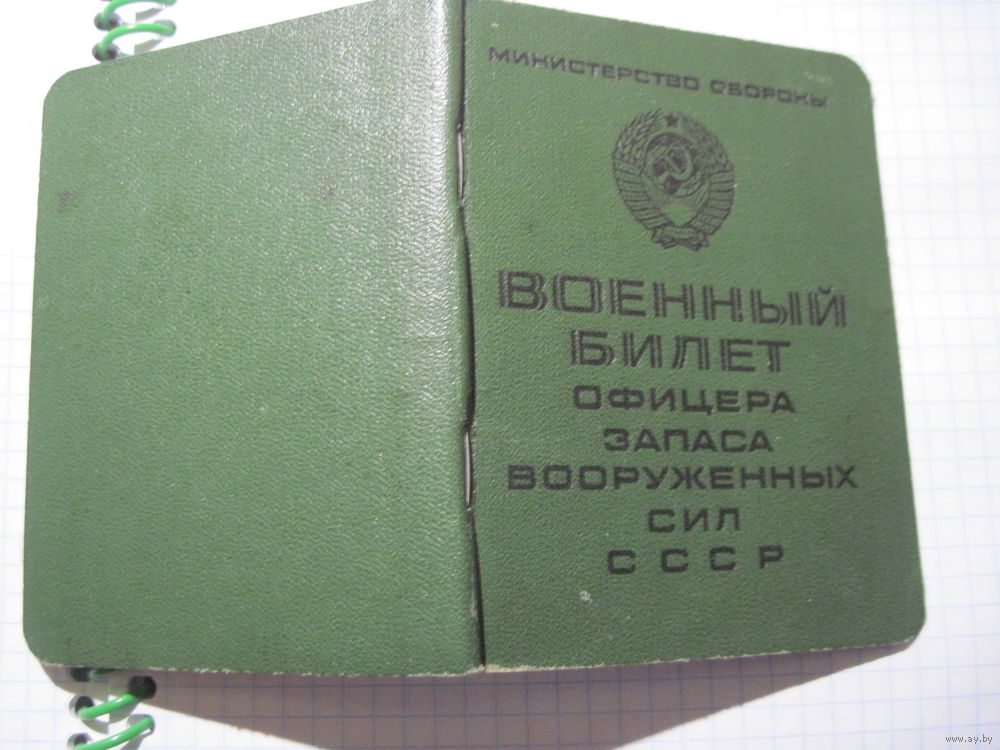 МИНИСТЕРСТВО ОБОРОНЫ
ВОЕННЫЙ
БИЛЕТ
ОФИЦЕРА
ЗАПАСА
ВООРУЖЕННЫХ
СИЛ
СССР
www.ay.by